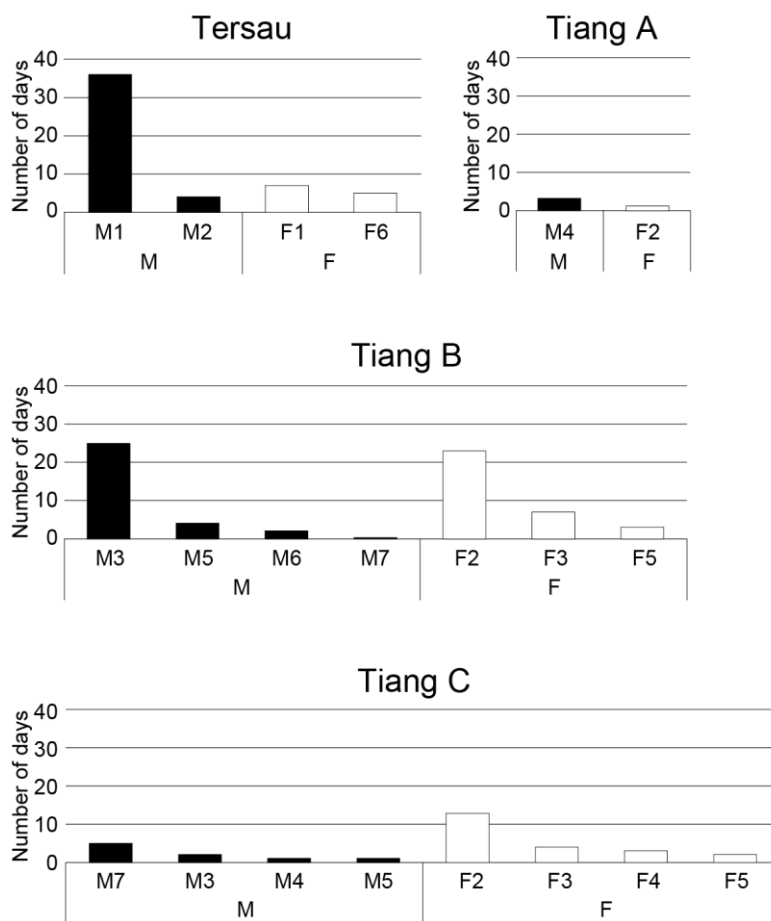 Tersau
Number of days
40
30
20
10
0
M1 M2 F1 F6
M F
Tiang A
Number of days
40
30
20
10
0
M4 F2
M F
Tiang B
Number of days
40
30
20
10
0
M3 M5 M6 M7 F2 F3 F5
M F
Tiang C
Number of days
40
30
20
10
0
M7 M3 M4 M5 F2 F3 F4 F5
M F